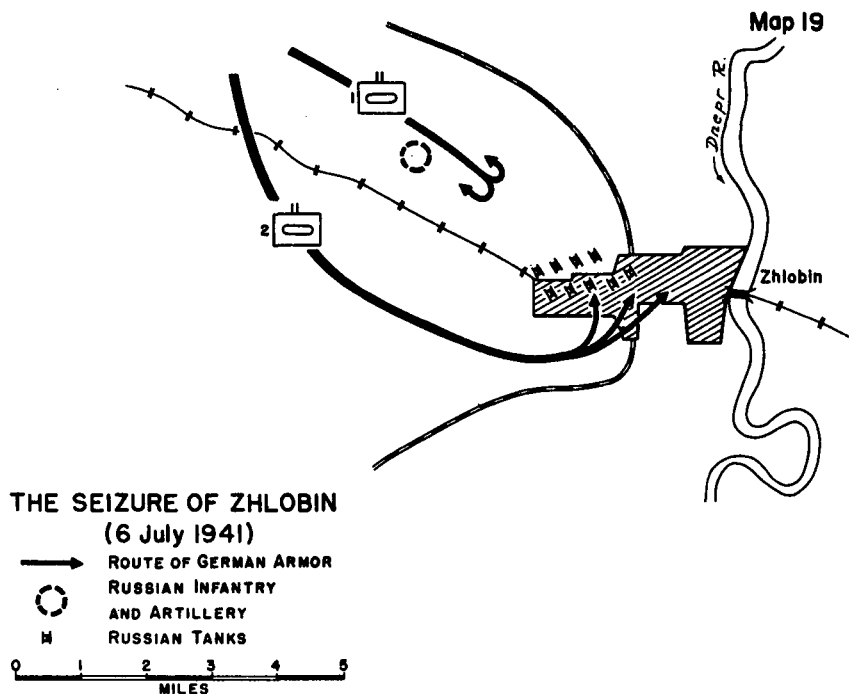 Map 19
Dnepr R.
1
2
Zhlobin
THE SEIZURE OF ZHLOBIN
(6 July 1941)
ROUTE OF GERMAN ARMOR
RUSSIAN INFANTRY
AND ARTILLERY
RUSSIAN TANKS
0 1 2 3 4 5
MILES